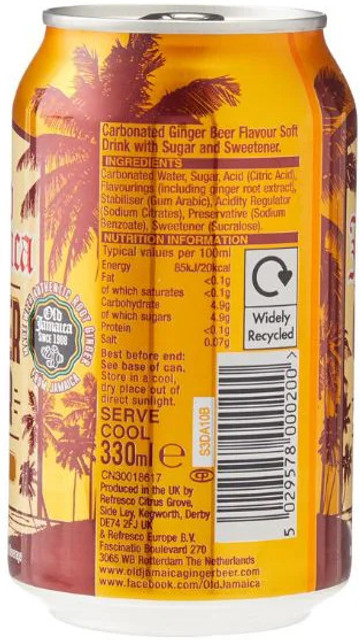 Carbonated Ginger Beer Flavour Soft
Drink with Sugar and Sweetener.
INGREDIENTS
Carbonated Water, Sugar, Acid (Citric Acid),
Flavourings (including ginger root extract),
Stabiliser (Gum Arabic), Acidity Regulator
(Sodium Citrates), Preservative (Sodium
Benzoate), Sweetener (Sucralose).
NUTRITION INFORMATION
Typical values per 100ml
Energy 85kJ/20kcal
Fat <0.1g
of which saturates <0.1g
Carbohydrate 4.9g
of which sugars 4.9g
Protein <0.1g
Salt 0.07g
Widely
Recycled
Best before end:
See base of can.
Store in a cool,
dry place out of
direct sunlight.
SERVE
COOL
330ml e
S3DA10B
5 029578 000200 >
CN30018617
Produced in the UK by
Refresco Citrus Grove,
Side Ley, Kegworth, Derby
DE74 2FJ UK
& Refresco Europe B.V.
Fascinatio Boulevard 270
3065 WB Rotterdam The Netherlands
www.oldjamaicagingerbeer.com
www.facebook.com/OldJamaica
Old
Jamaica
SINCE 1988
AUTHENTIC ROOT GINGER
FROM JAMAICA